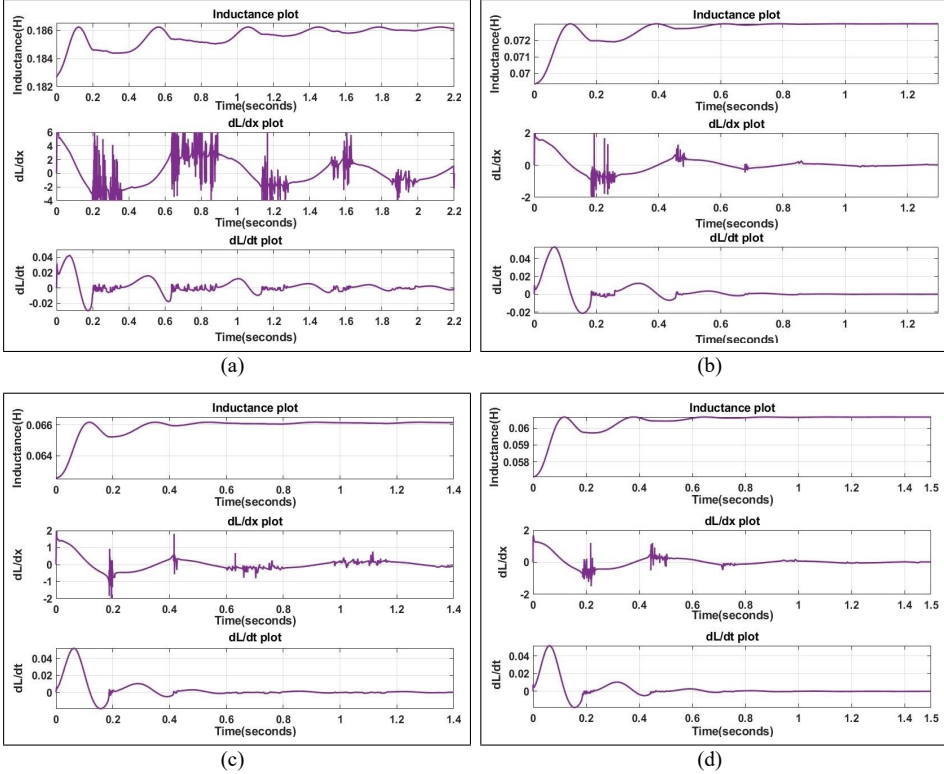 Inductance plot
Inductance(H)
0.186
0.184
0.182
0 0.2 0.4 0.6 0.8 1 1.2 1.4 1.6 1.8 2 2.2
Time(seconds)
dL/dx plot
dL/dx
6
4
2
0
-2
-4
0 0.2 0.4 0.6 0.8 1 1.2 1.4 1.6 1.8 2 2.2
Time(seconds)
dL/dt plot
dL/dt
0.04
0.02
0
-0.02
0 0.2 0.4 0.6 0.8 1 1.2 1.4 1.6 1.8 2 2.2
Time(seconds)
(a)
Inductance plot
Inductance(H)
0.072
0.071
0.07
0 0.2 0.4 0.6 0.8 1 1.2
Time(seconds)
dL/dx plot
dL/dx
2
0
-2
0 0.2 0.4 0.6 0.8 1 1.2
Time(seconds)
dL/dt plot
dL/dt
0.04
0.02
0
-0.02
0 0.2 0.4 0.6 0.8 1 1.2
Time(seconds)
(b)
Inductance plot
Inductance(H)
0.066
0.064
0 0.2 0.4 0.6 0.8 1 1.2 1.4
Time(seconds)
dL/dx plot
dL/dx
2
1
0
-1
-2
0 0.2 0.4 0.6 0.8 1 1.2 1.4
Time(seconds)
dL/dt plot
dL/dt
0.04
0.02
0
0 0.2 0.4 0.6 0.8 1 1.2 1.4
Time(seconds)
(c)
Inductance plot
Inductance(H)
0.06
0.059
0.058
0 0.2 0.4 0.6 0.8 1 1.2 1.4 1.5
Time(seconds)
dL/dx plot
dL/dx
2
0
-2
0 0.2 0.4 0.6 0.8 1 1.2 1.4 1.5
Time(seconds)
dL/dt plot
dL/dt
0.04
0.02
0
0 0.2 0.4 0.6 0.8 1 1.2 1.4 1.5
Time(seconds)
(d)